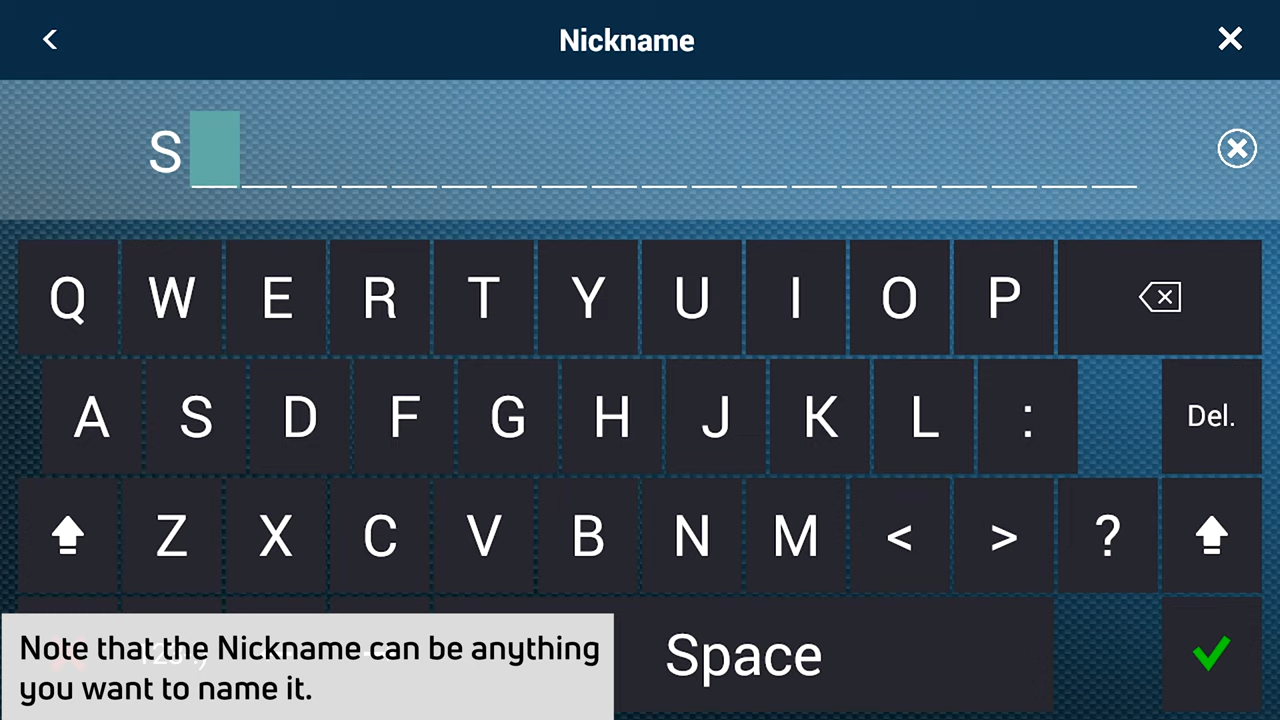 Nickname
S
Q W E R T Y U I O P
A S D F G H J K L : Del.
Z X C V B N M < > ?
Space
Note that the Nickname can be anything
you want to name it.